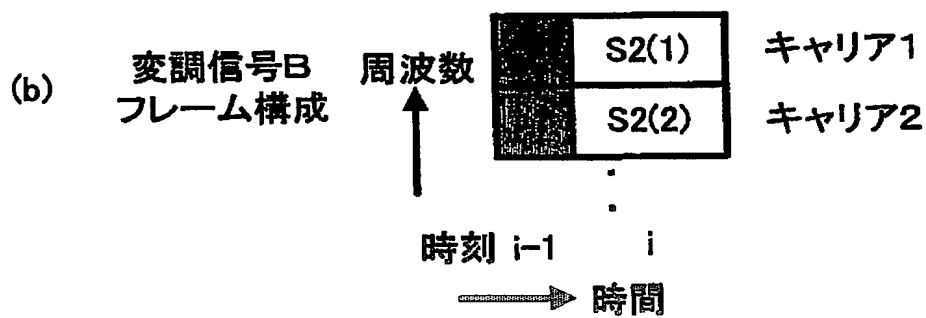 (b)
変調信号B
フレーム構成
周波数
S2(1)
キャリア1
S2(2)
キャリア2
時刻 i-1 i
時間